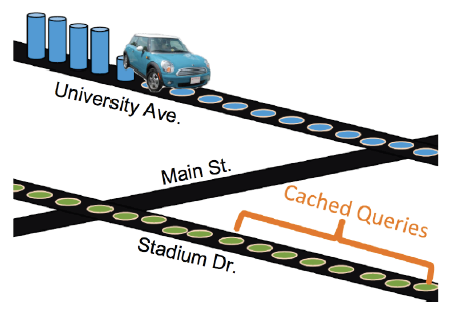 University Ave.
Main St.
Cached Queries
Stadium Dr.